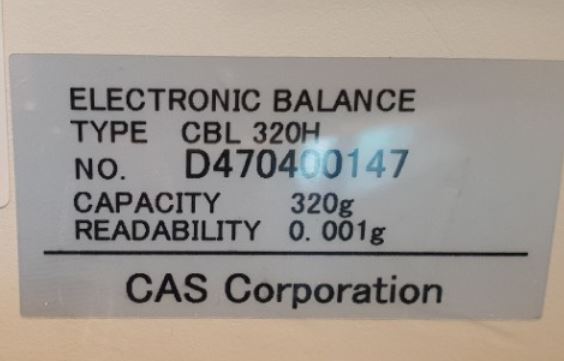 ELECTRONIC BALANCE
TYPE CBL 320H
NO. D470400147
CAPACITY 320g
READABILITY 0.001g
CAS Corporation